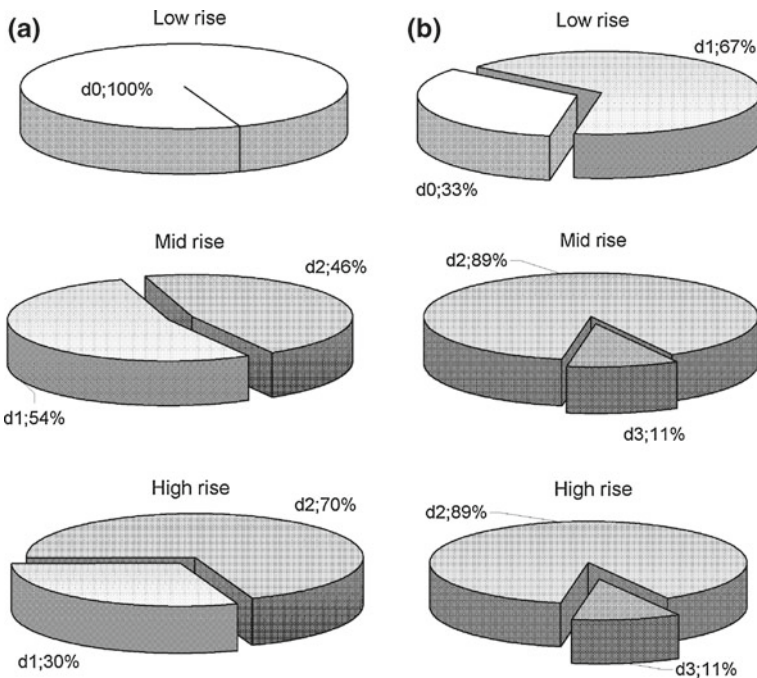 (a)
Low rise
d0;100%
Mid rise
d2;46%
d1;54%
High rise
d2;70%
d1;30%
(b)
Low rise
d1;67%
d0;33%
Mid rise
d2;89%
d3;11%
High rise
d2;89%
d3;11%